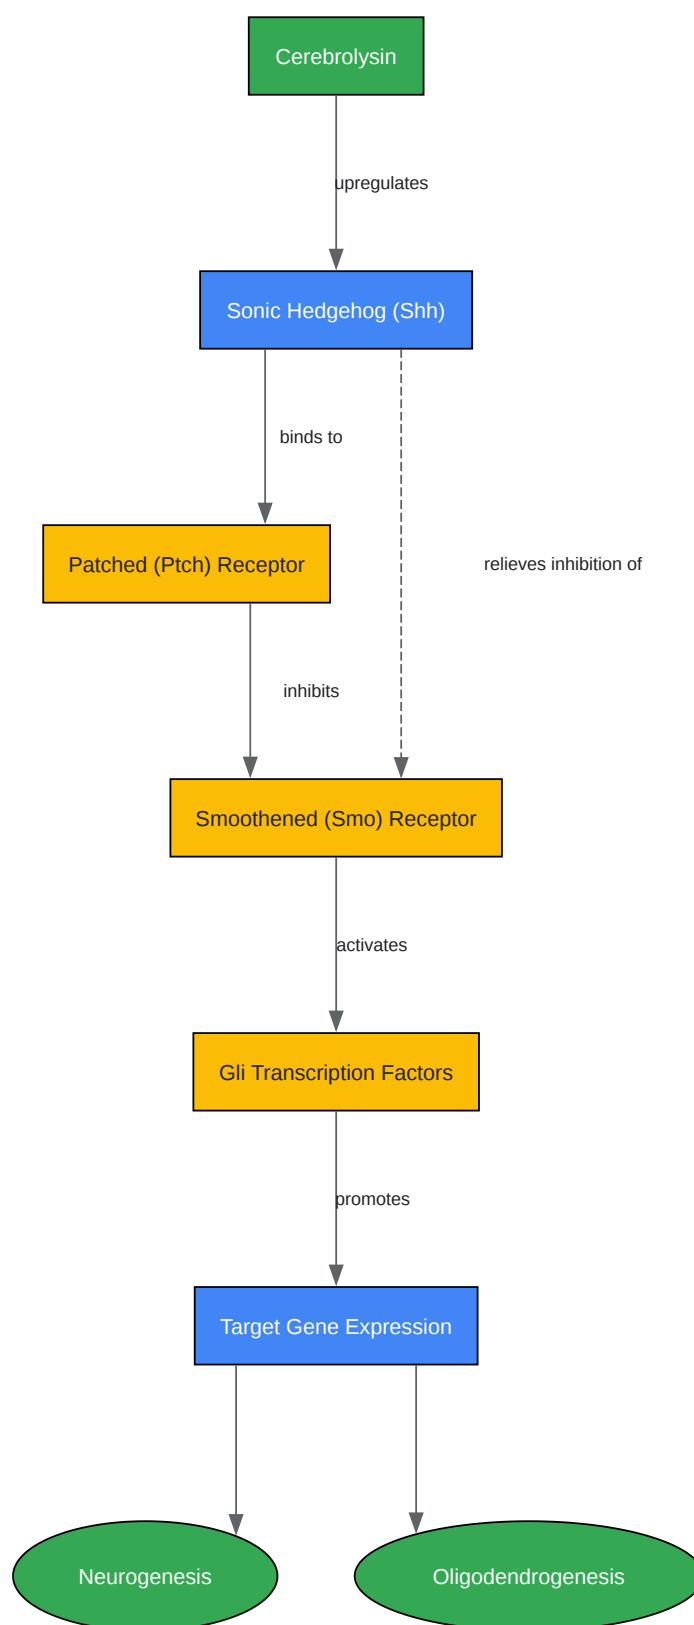 Cerebrolysin
upregulates
Sonic Hedgehog (Shh)
binds to
Patched (Ptch) Receptor
relieves inhibition of
inhibits
Smoothened (Smo) Receptor
activates
Gli Transcription Factors
promotes
Target Gene Expression
Neurogenesis
Oligodendrogenesis